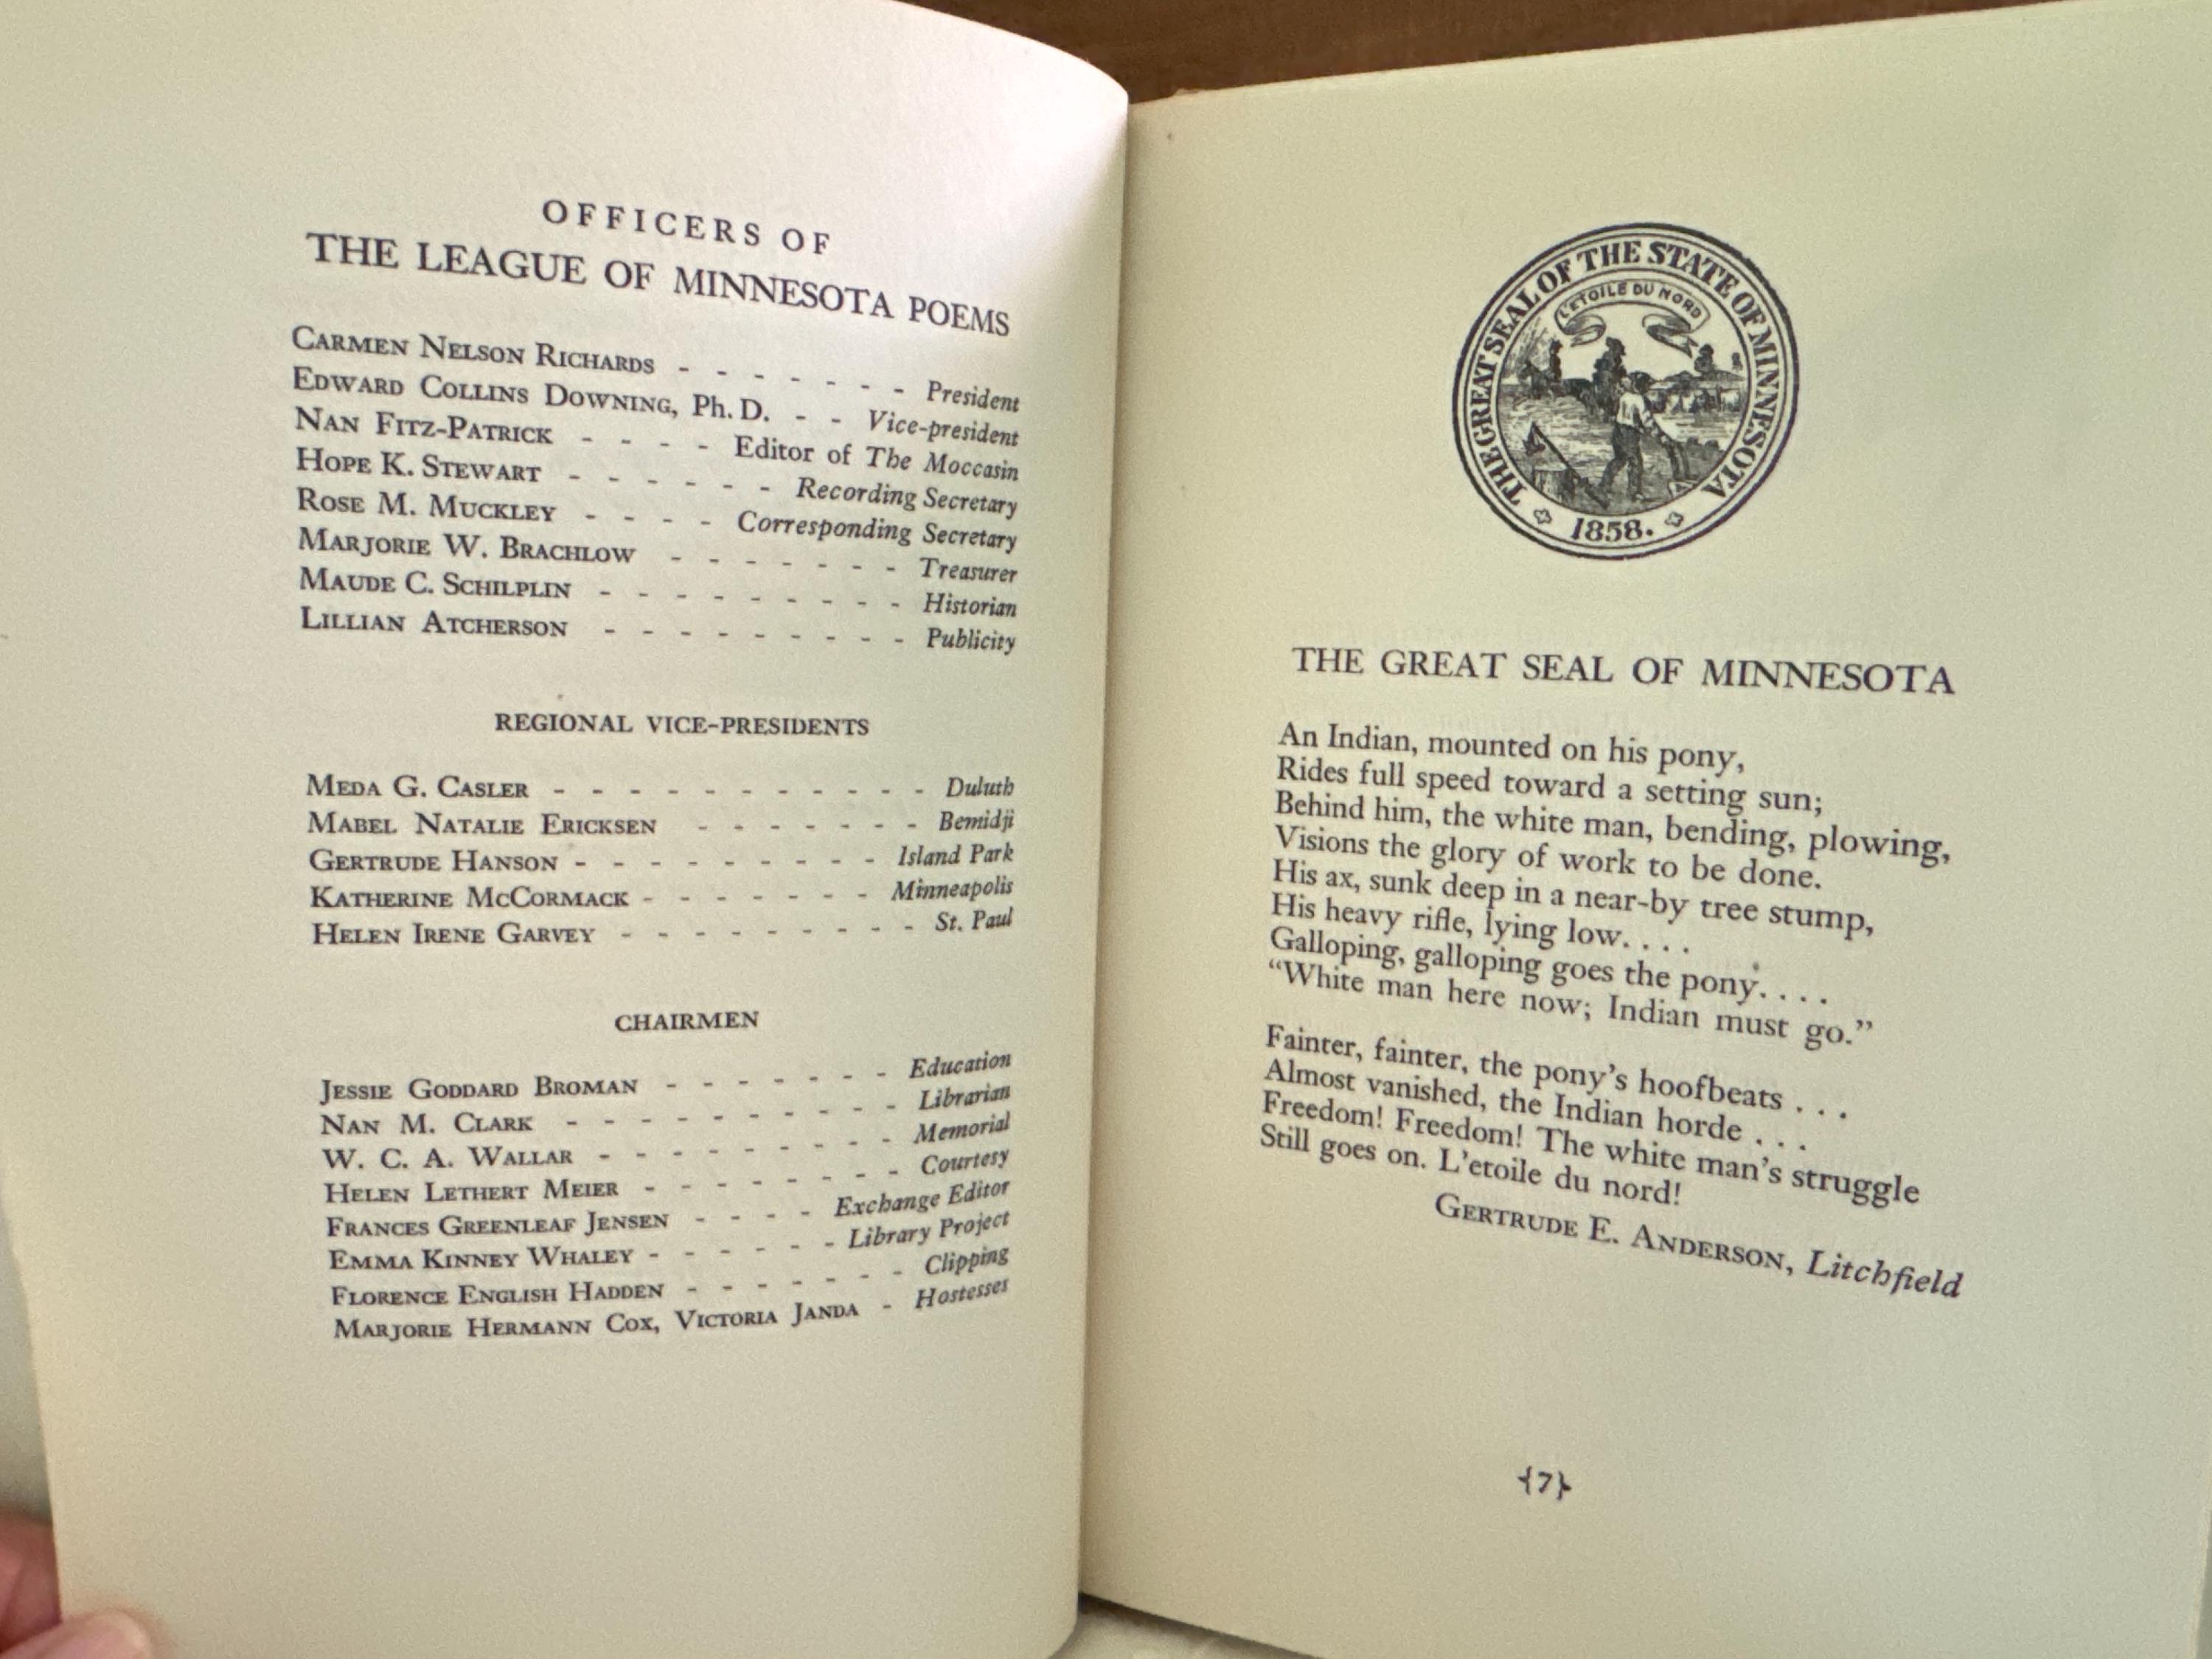 OFFICERS OF
THE LEAGUE OF MINNESOTA POEMS
CARMEN NELSON RICHARDS - - - - - - - President
EDWARD COLLINS DOWNING, Ph. D. - - Vice-president
NAN FITZ-PATRICK - - - - Editor of The Moccasin
HOPE K. STEWART - - - - - - Recording Secretary
ROSE M. MUCKLEY - - - - Corresponding Secretary
MARJORIE W. BRACHLOW - - - - - - - Treasurer
MAUDE C. SCHILPLIN - - - - - - - - - Historian
LILLIAN ATCHERSON - - - - - - - - - Publicity
REGIONAL VICE-PRESIDENTS
MEDA G. CASLER - - - - - - - - - - - Duluth
MABEL NATALIE ERICKSEN - - - - - - - Bemidji
GERTRUDE HANSON - - - - - - - - - Island Park
KATHERINE MCCORMACK - - - - - - - Minneapolis
HELEN IRENE GARVEY - - - - - - - - - St. Paul
CHAIRMEN
JESSIE GODDARD BROMAN - - - - - - - Education
NAN M. CLARK - - - - - - - - - - Librarian
W. C. A. WALLAR - - - - - - - - - Memorial
HELEN LETHERT MEIER - - - - - - - - Courtesy
FRANCES GREENLEAF JENSEN - - - - Exchange Editor
EMMA KINNEY WHALEY - - - - - - Library Project
FLORENCE ENGLISH HADDEN - - - - - - - Clipping
MARJORIE HERMANN COX, VICTORIA JANDA - Hostesses
THE GREAT SEAL OF THE STATE OF MINNESOTA
L'ETOILE DU NORD
1858.
THE GREAT SEAL OF MINNESOTA
An Indian, mounted on his pony,
Rides full speed toward a setting sun;
Behind him, the white man, bending, plowing,
Visions the glory of work to be done.
His ax, sunk deep in a near-by tree stump,
His heavy rifle, lying low. . . .
Galloping, galloping goes the pony. . . .
“White man here now; Indian must go.”
Fainter, fainter, the pony's hoofbeats . . .
Almost vanished, the Indian horde . . .
Freedom! Freedom! The white man's struggle
Still goes on. L'etoile du nord!
GERTRUDE E. ANDERSON, Litchfield
{7}